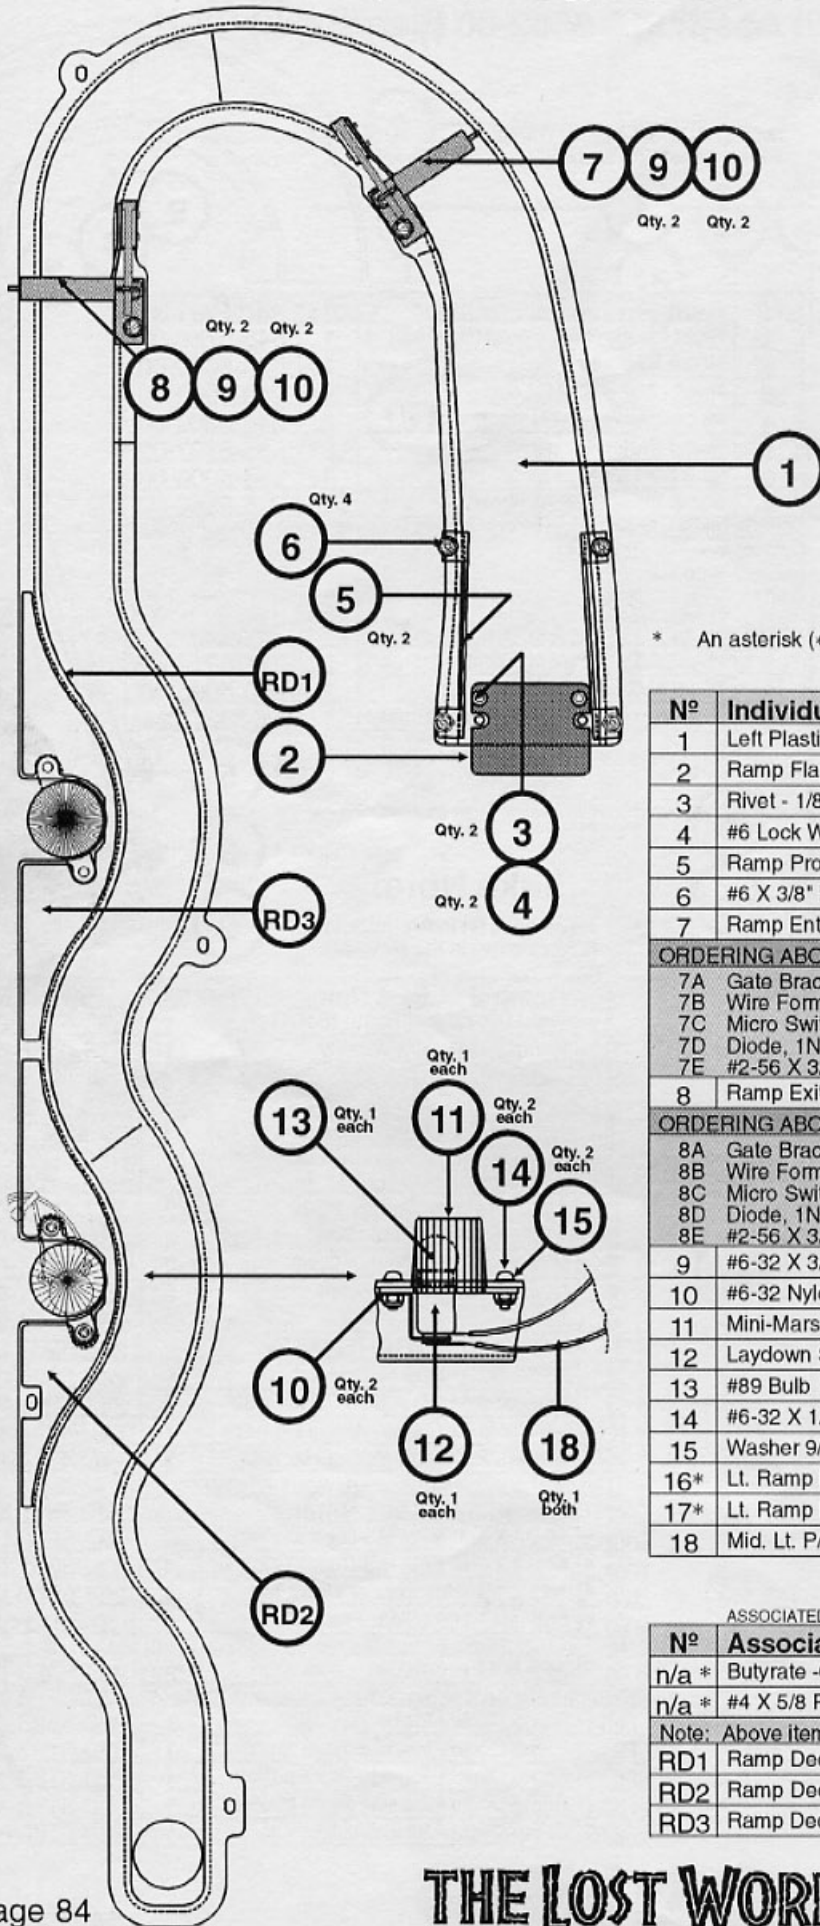 0
7 9 10
Qty. 2 Qty. 2
Qty. 2 Qty. 2
8 9 10
1
Qty. 4
6
5
Qty. 2
RD1
2
Qty. 2 3
Qty. 2 4
RD3
0
Qty. 1 each
11
13 Qty. 1 each
Qty. 2 each
14
Qty. 2 each
15
10 Qty. 2 each
12
Qty. 1 each
18
Qty. 1 both
0
RD2
0
* An asterisk (
Nº Individu
1 Left Plasti
2 Ramp Fla
3 Rivet - 1/8
4 #6 Lock W
5 Ramp Pro
6 #6 X 3/8"
7 Ramp Ent
ORDERING ABO
7A Gate Brac
7B Wire Form
7C Micro Swi
7D Diode, 1N
7E #2-56 X 3
8 Ramp Exi
ORDERING ABO
8A Gate Brac
8B Wire Form
8C Micro Swi
8D Diode, 1N
8E #2-56 X 3
9 #6-32 X 3
10 #6-32 Nyl
11 Mini-Mars
12 Laydown
13 #89 Bulb
14 #6-32 X 1
15 Washer 9/
16* Lt. Ramp
17* Lt. Ramp
18 Mid. Lt. P
ASSOCIATED
Nº Associa
n/a * Butyrate -
n/a * #4 X 5/8
Note: Above item
RD1 Ramp Dec
RD2 Ramp Dec
RD3 Ramp Dec
age 84
THE LOST WOR